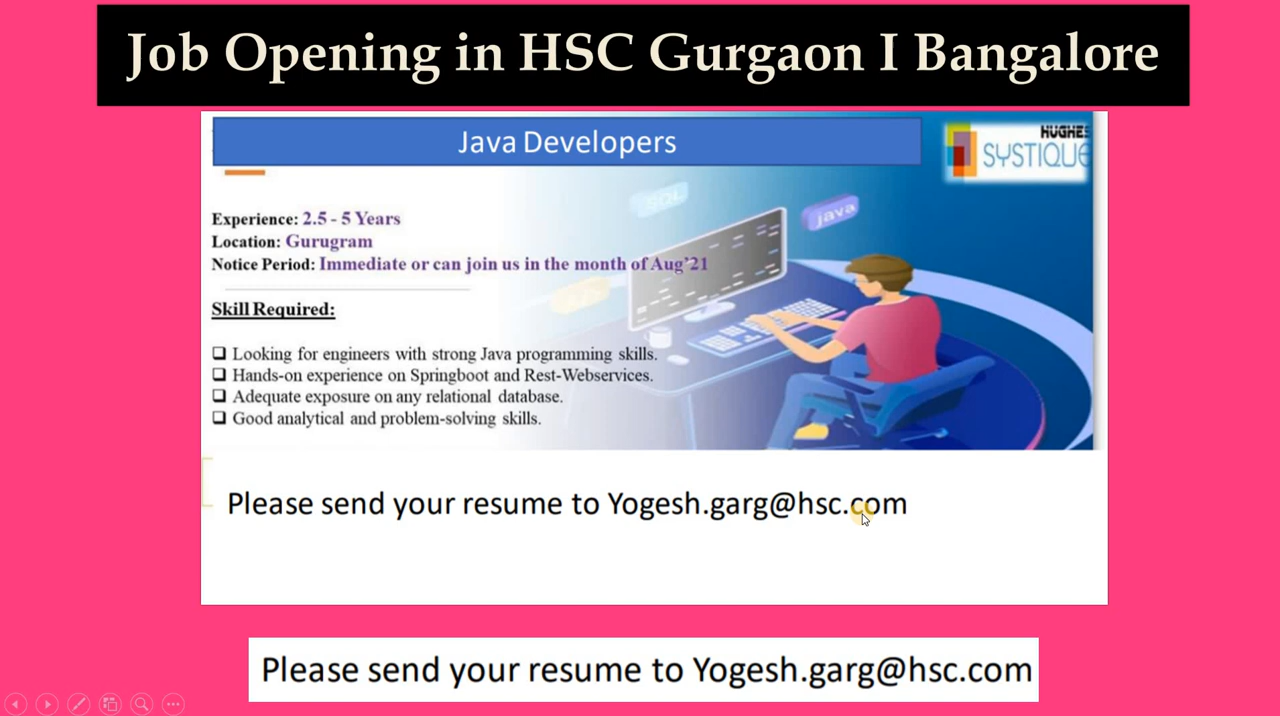 Job Opening in HSC Gurgaon I Bangalore
Java Developers
HUGHES
SYSTIQUE
Experience: 2.5 - 5 Years
Location: Gurugram
Notice Period: Immediate or can join us in the month of Aug'21
SQL
java
Skill Required:
❑ Looking for engineers with strong Java programming skills.
❑ Hands-on experience on Springboot and Rest-Webservices.
❑ Adequate exposure on any relational database.
❑ Good analytical and problem-solving skills.
Please send your resume to Yogesh.garg@hsc.com
Please send your resume to Yogesh.garg@hsc.com